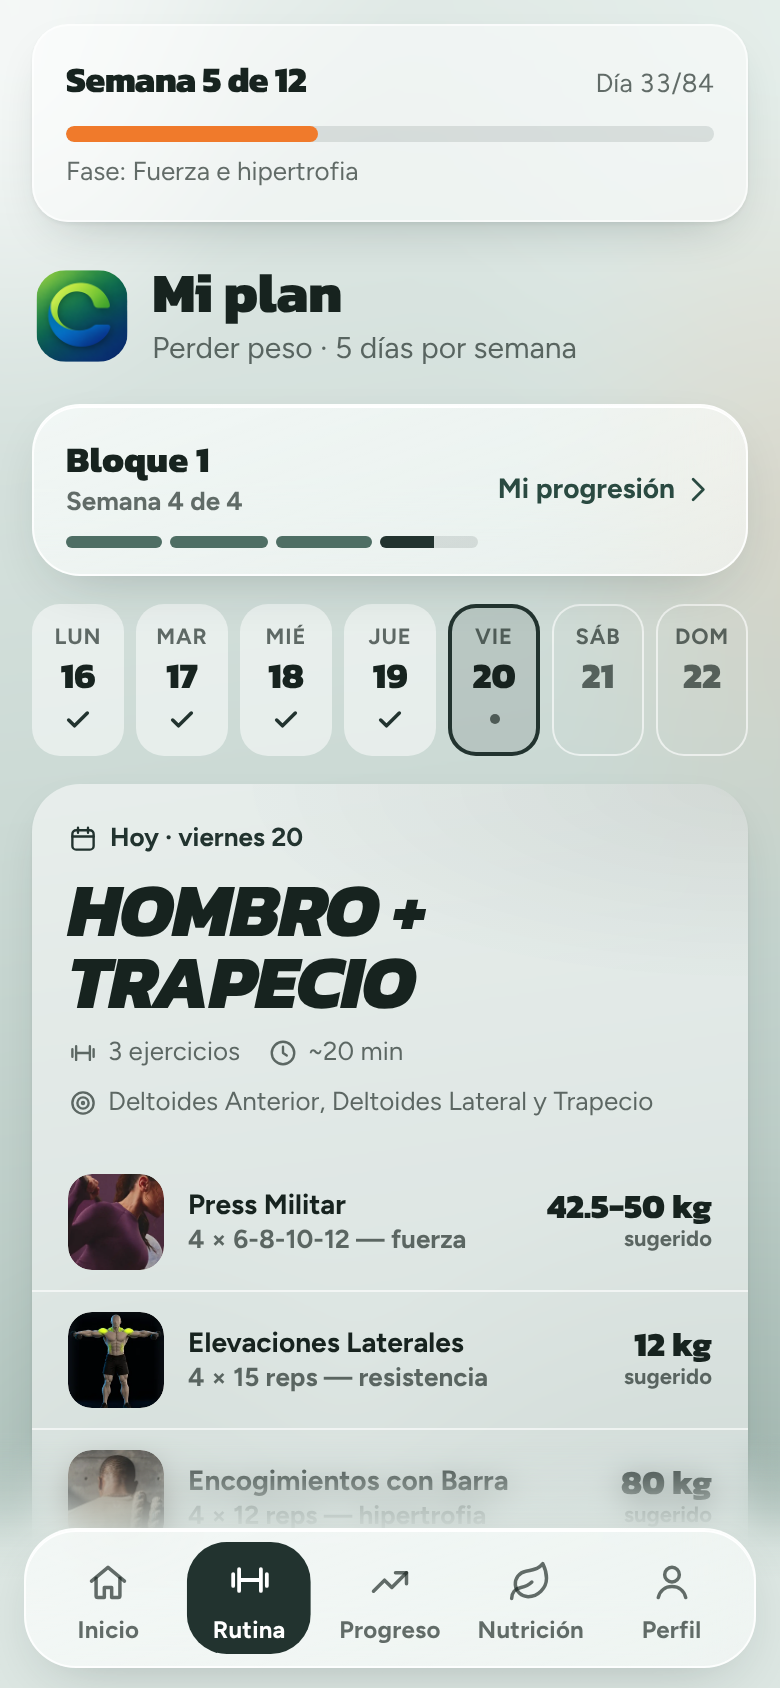 Semana 5 de 12
Día 33/84
Fase: Fuerza e hipertrofia
Mi plan
Perder peso · 5 días por semana
Bloque 1
Semana 4 de 4
Mi progresión
LUN MAR MIÉ JUE VIE SÁB DOM
16 17 18 19 20 21 22
Hoy · viernes 20
HOMBRO +
TRAPECIO
3 ejercicios ~20 min
Deltoides Anterior, Deltoides Lateral y Trapecio
Press Militar
42.5-50 kg
4 × 6-8-10-12 — fuerza
sugerido
Elevaciones Laterales
12 kg
4 × 15 reps — resistencia
sugerido
Encogimientos con Barra
80 kg
4 × 12 reps — hipertrofia
sugerido
Inicio Rutina Progreso Nutrición Perfil